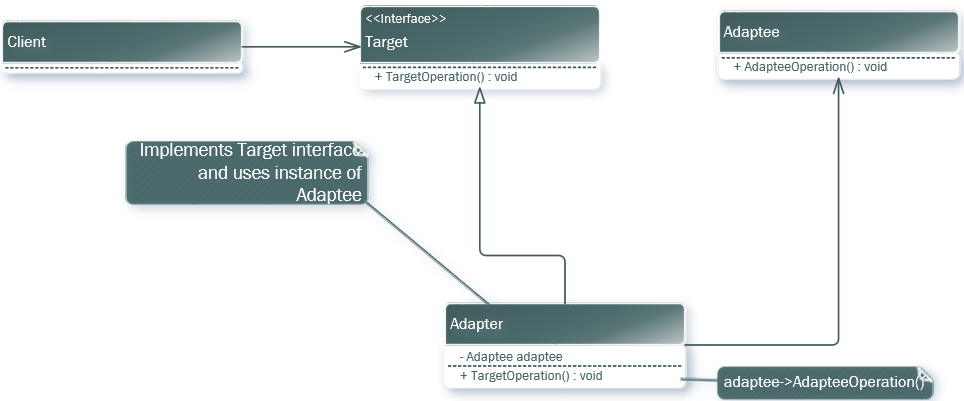 Client
<<Interface>>
Target
+ TargetOperation() : void
Adaptee
+ AdapteeOperation() : void
Implements Target interface
and uses instance of
Adaptee
Adapter
- Adaptee adaptee
+ TargetOperation() : void
adaptee->AdapteeOperation()